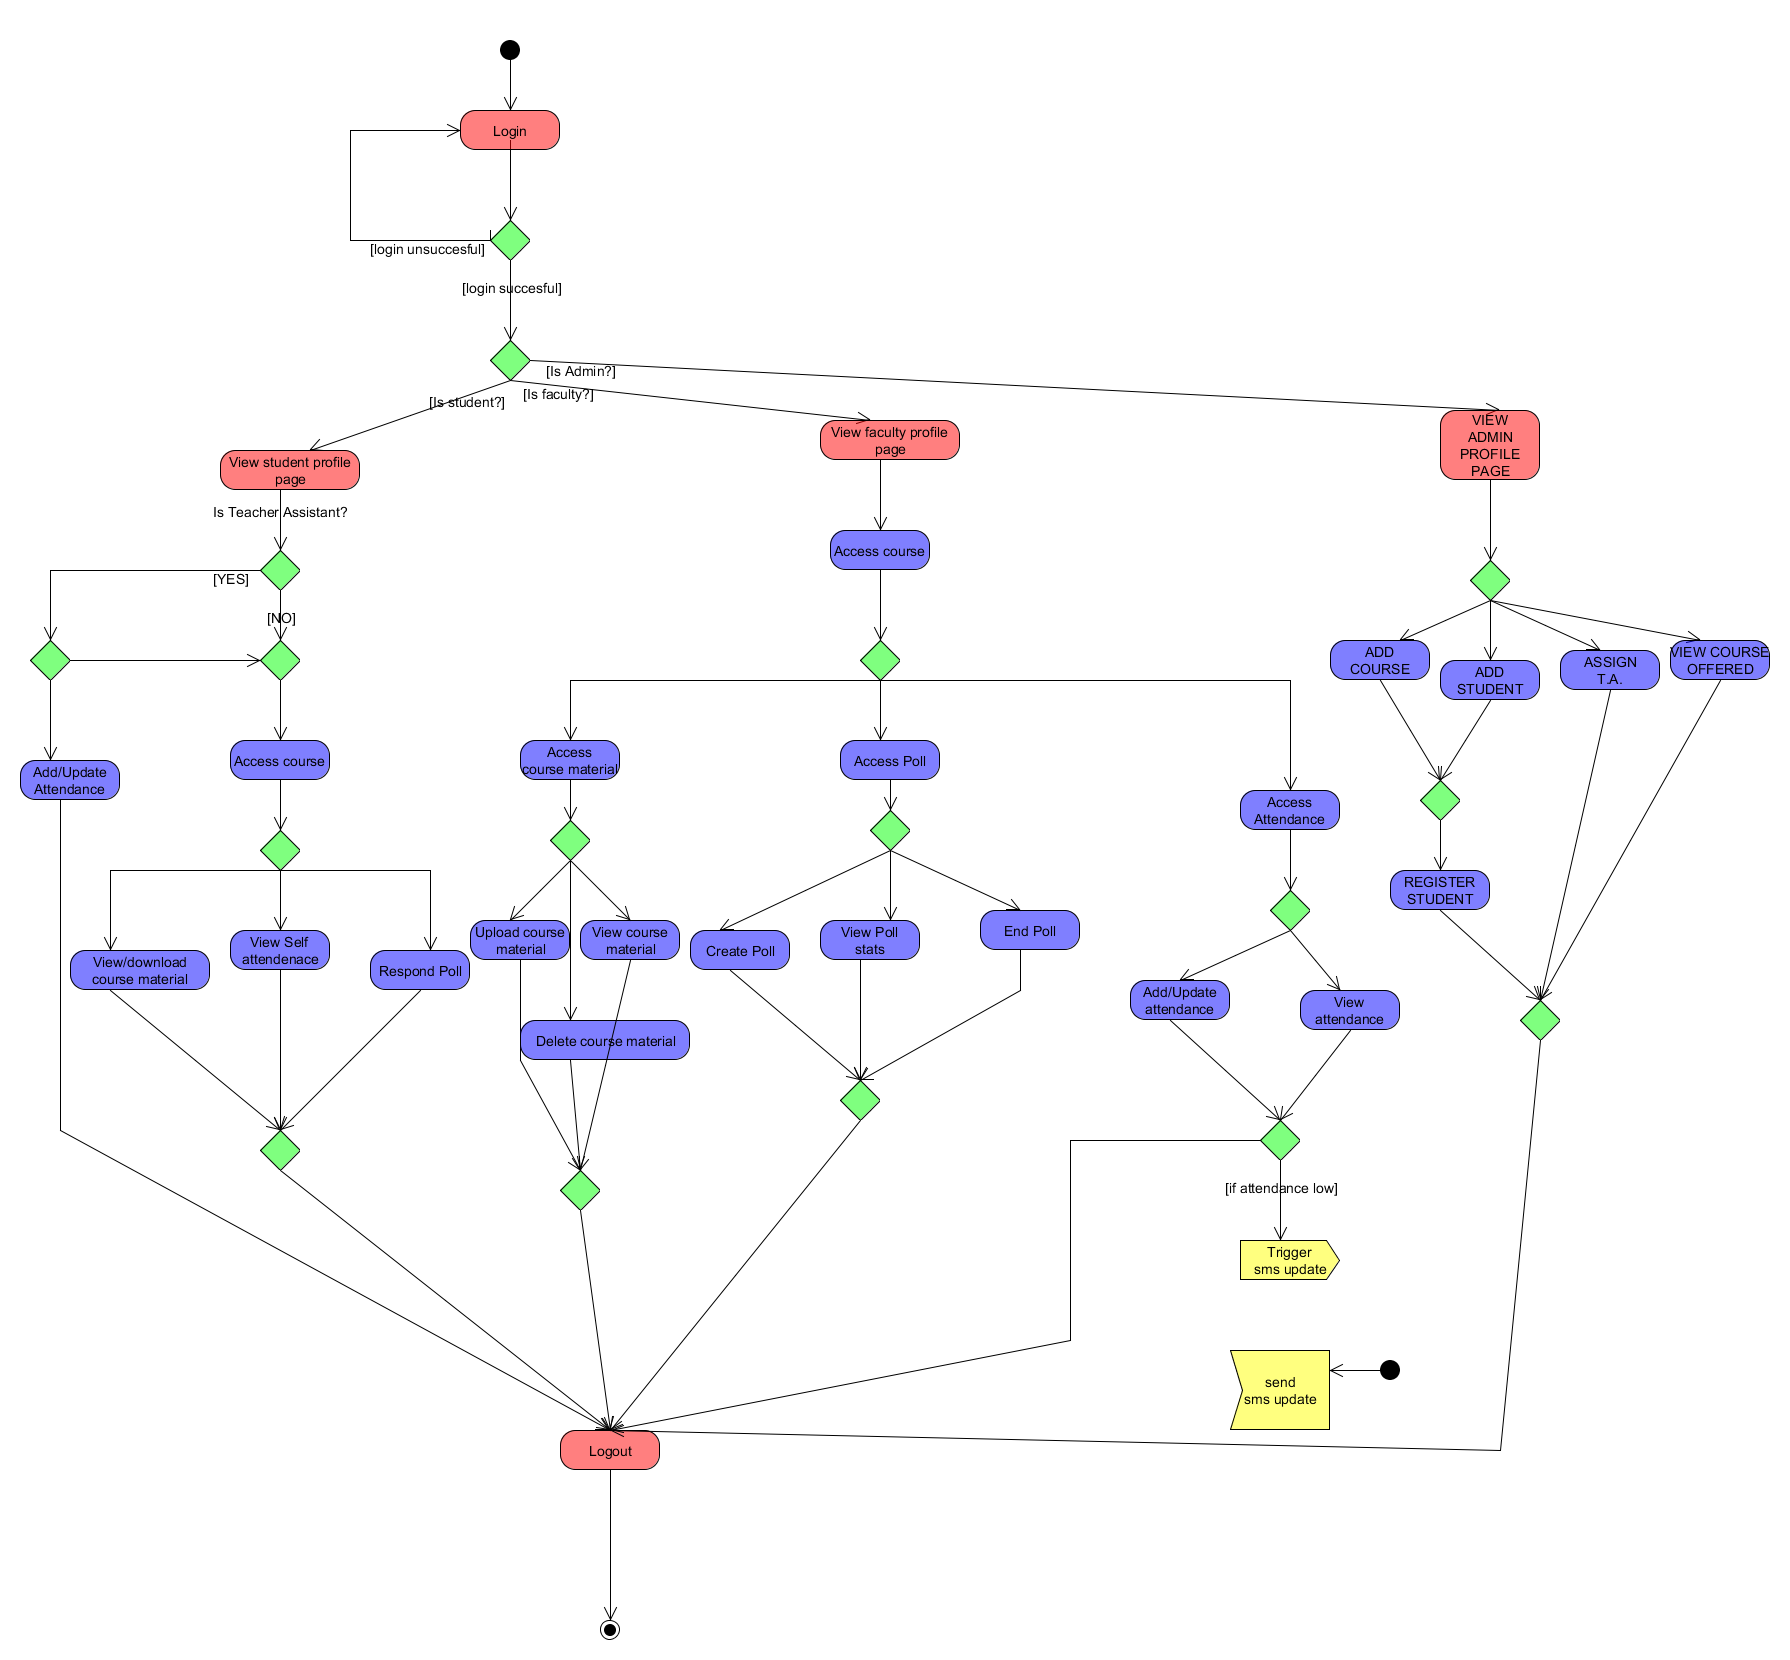 Login
[login unsuccesful]
[login succesful]
[Is Admin?]
[Is student?]
[Is faculty?]
View student profile
page
View faculty profile
page
VIEW
ADMIN
PROFILE
PAGE
Is Teacher Assistant?
[YES]
[NO]
Access course
ADD
COURSE
ADD
STUDENT
ASSIGN
T.A.
VIEW COURSE
OFFERED
Add/Update
Attendance
Access course
Access
course material
Access Poll
Access
Attendance
REGISTER
STUDENT
View/download
course material
View Self
attendenace
Respond Poll
Upload course
material
View course
material
Delete course material
Create Poll
View Poll
stats
End Poll
Add/Update
attendance
View
attendance
[if attendance low]
Trigger
sms update
send
sms update
Logout